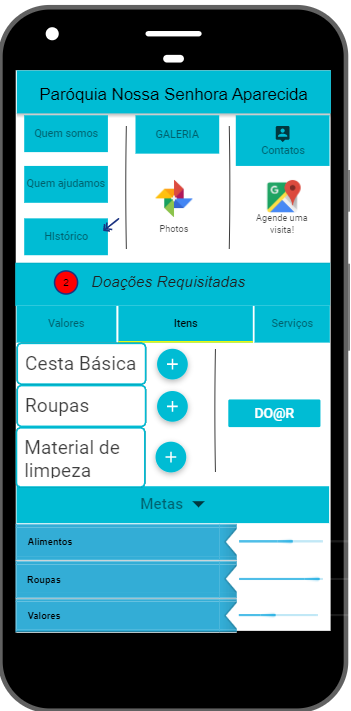 Paróquia Nossa Senhora Aparecida
Quem somos
GALERIA
Contatos
Quem ajudamos
HIstórico
Photos
Agende uma
visita!
2
Doações Requisitadas
Valores
Itens
Serviços
Cesta Básica
+
Roupas
+
DO@R
Material de
limpeza
+
Metas
Alimentos
Roupas
Valores